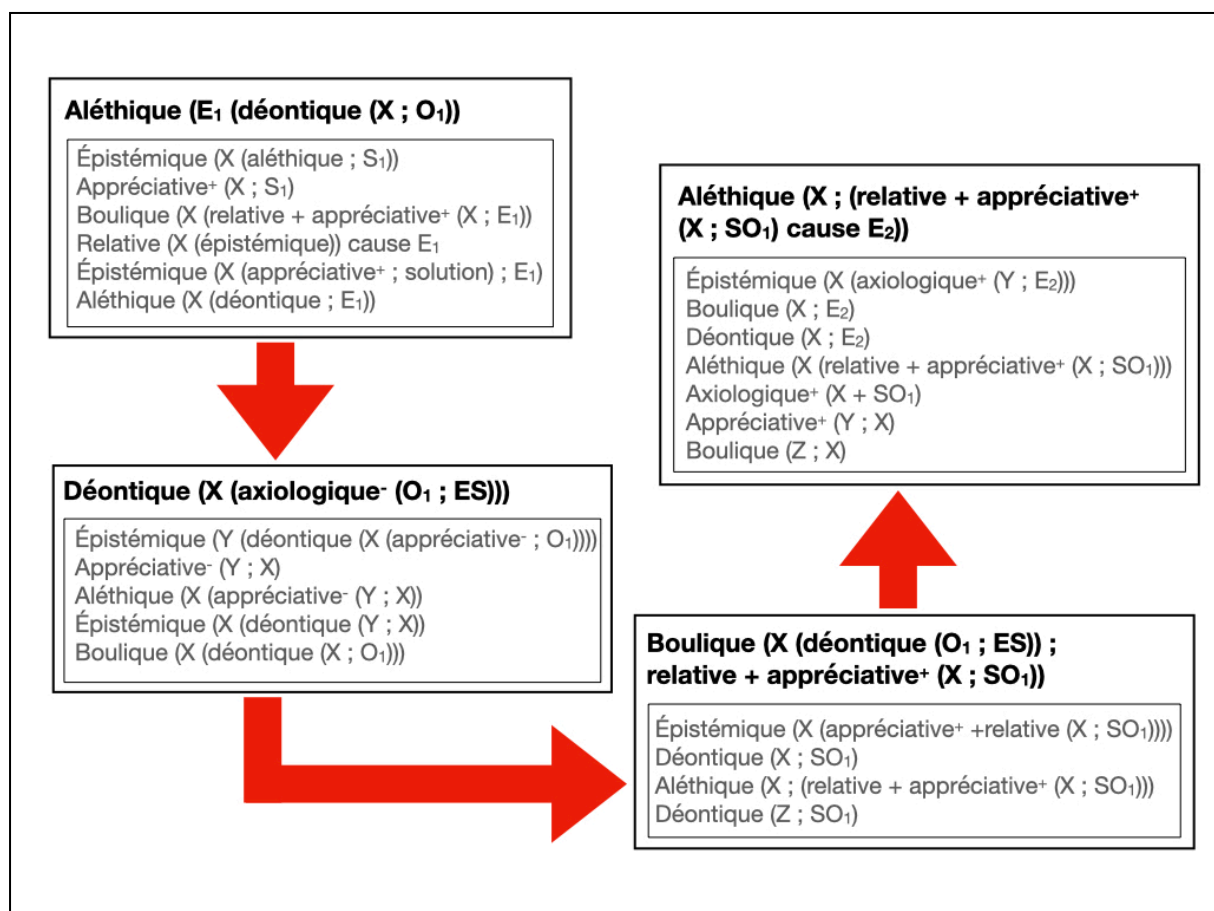 Aléthique (E₁ (déontique (X ; O₁))
Épistémique (X (aléthique ; S₁))
Appréciative⁺ (X ; S₁)
Boulique (X (relative + appréciative⁺ (X ; E₁))
Relative (X (épistémique)) cause E₁
Épistémique (X (appréciative⁺ ; solution) ; E₁)
Aléthique (X (déontique ; E₁))
Déontique (X (axiologique⁻ (O₁ ; ES)))
Épistémique (Y (déontique (X (appréciative⁻ ; O₁))))
Appréciative⁻ (Y ; X)
Aléthique (X (appréciative⁻ (Y ; X))
Épistémique (X (déontique (Y ; X))
Boulique (X (déontique (X ; O₁)))
Boulique (X (déontique (O₁ ; ES)) ;
relative + appréciative⁺ (X ; SO₁))
Épistémique (X (appréciative⁺ +relative (X ; SO₁))))
Déontique (X ; SO₁)
Aléthique (X ; (relative + appréciative⁺ (X ; SO₁)))
Déontique (Z ; SO₁)
Aléthique (X ; (relative + appréciative⁺
(X ; SO₁) cause E₂))
Épistémique (X (axiologique⁺ (Y ; E₂)))
Boulique (X ; E₂)
Déontique (X ; E₂)
Aléthique (X (relative + appréciative⁺ (X ; SO₁)))
Axiologique⁺ (X + SO₁)
Appréciative⁺ (Y ; X)
Boulique (Z ; X)